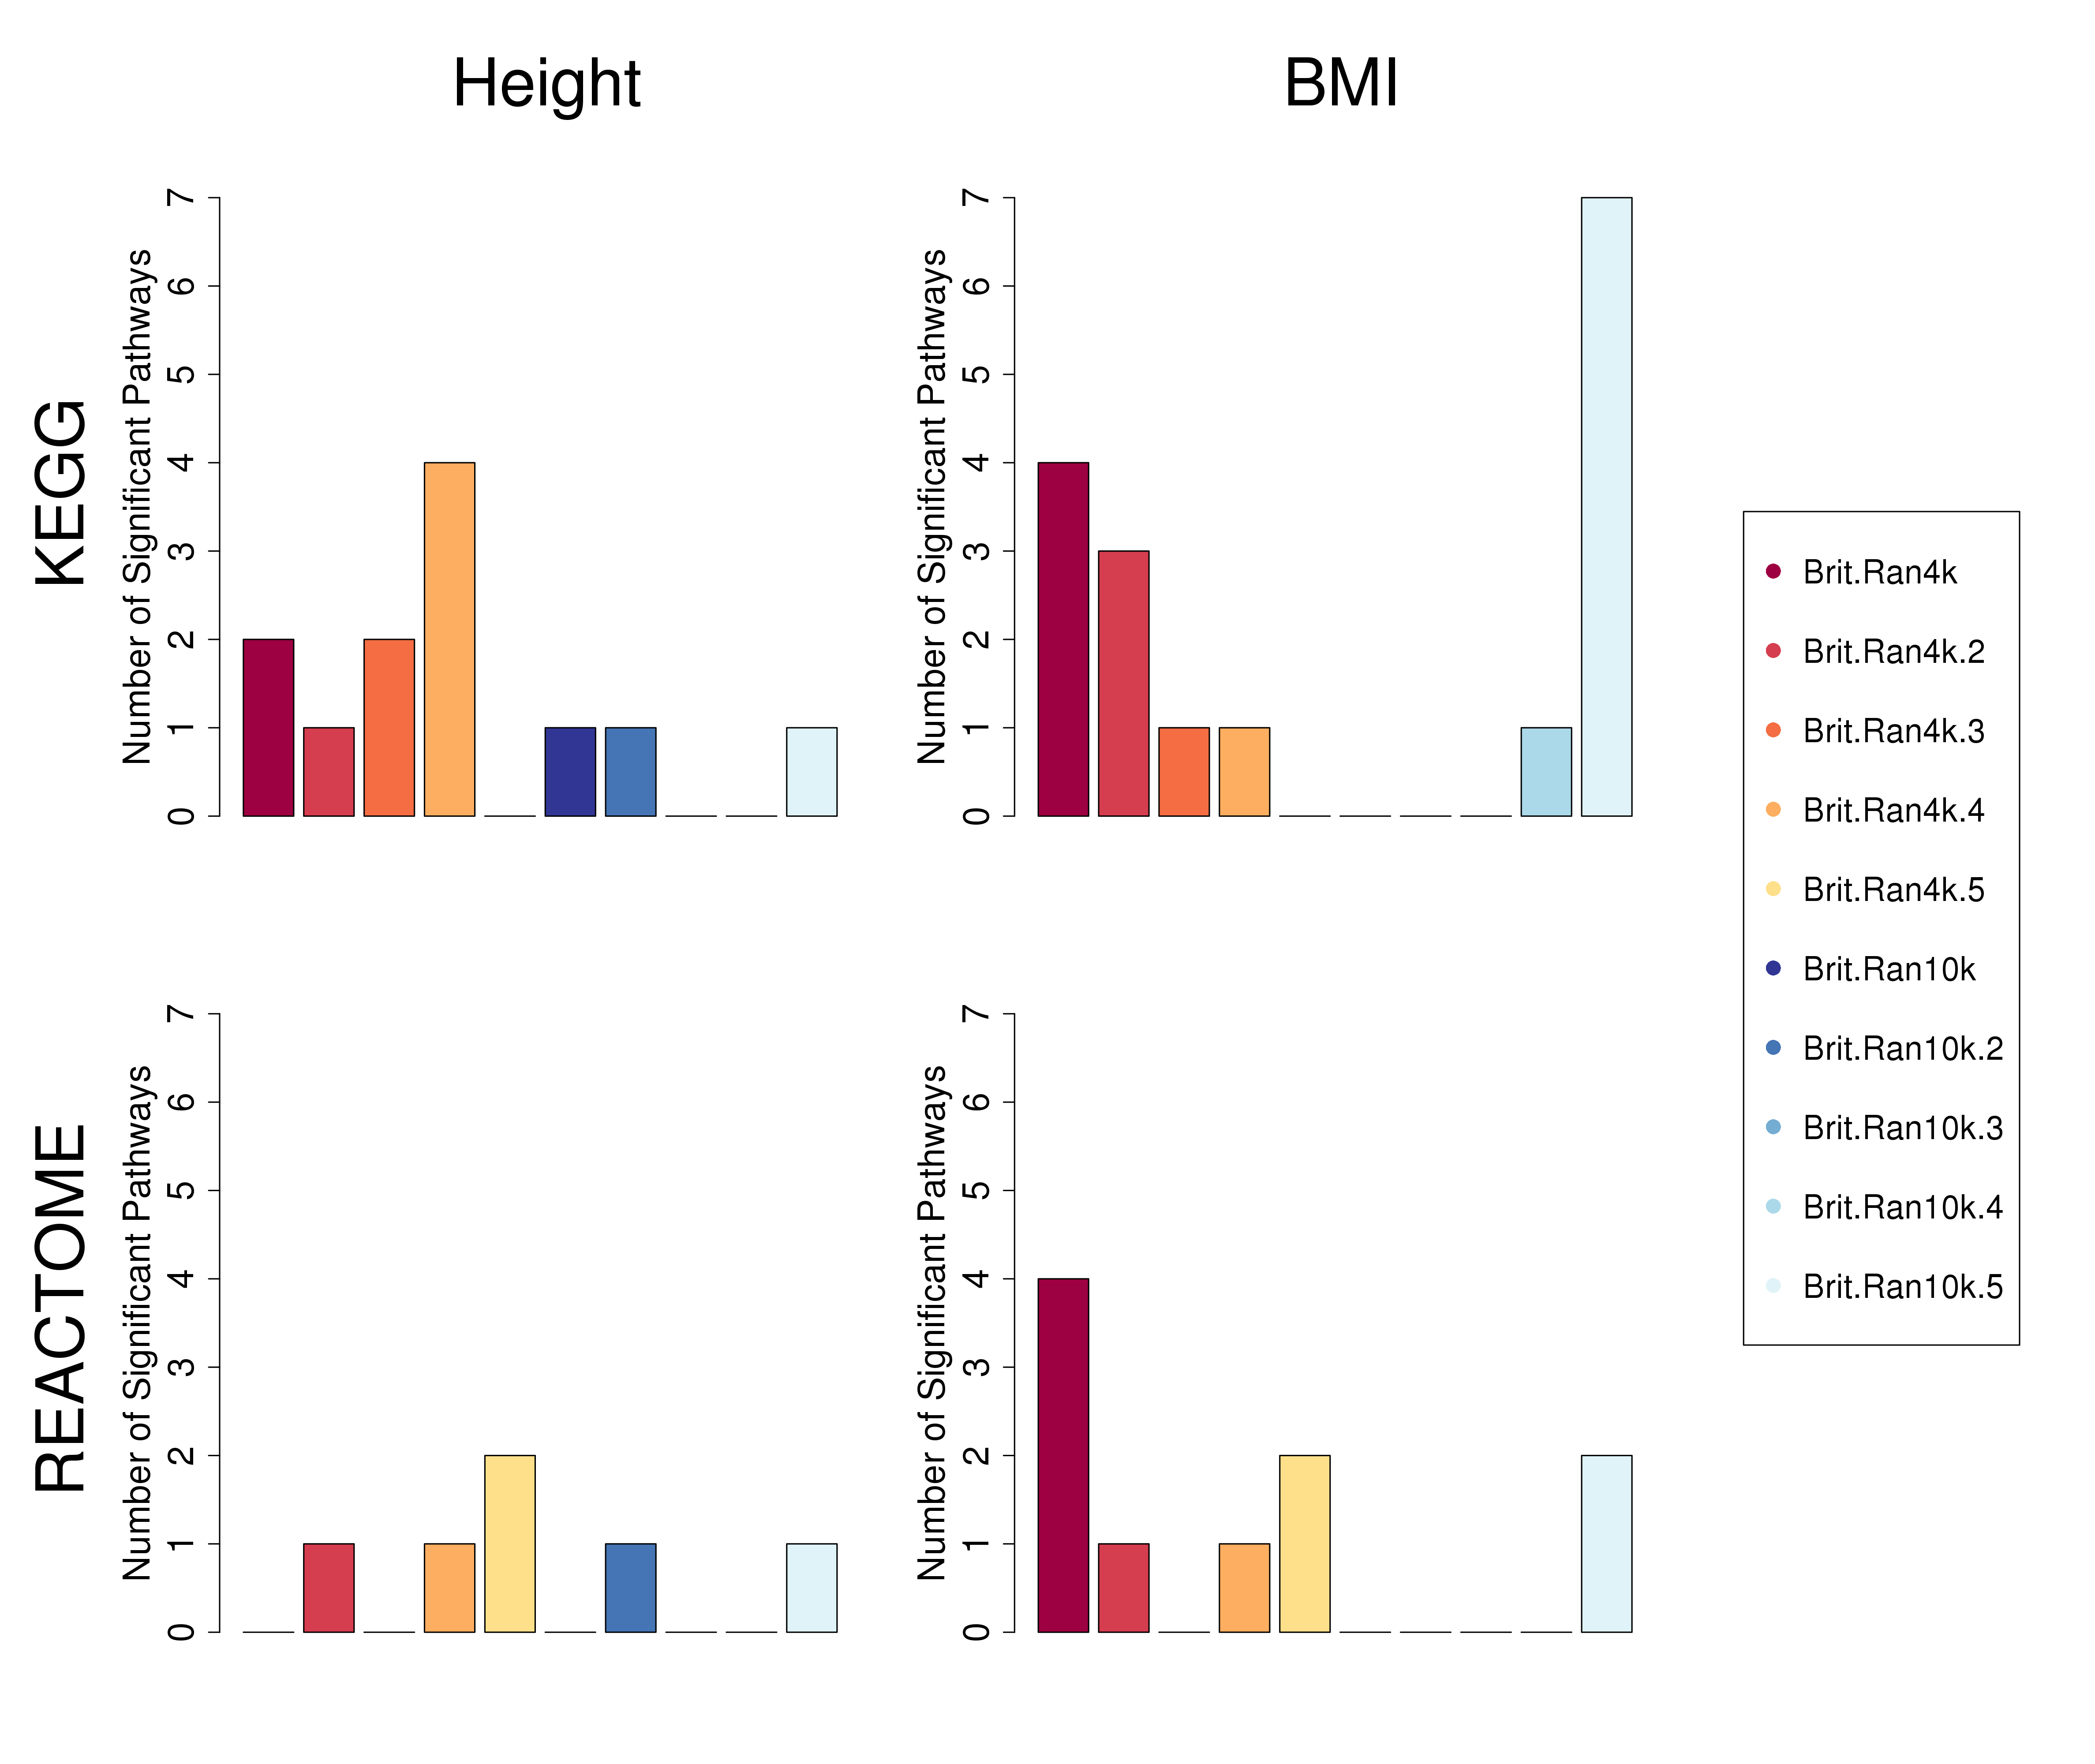 Height
BMI
KEGG
Number of Significant Pathways
0 1 2 3 4 5 6 7
Number of Significant Pathways
0 1 2 3 4 5 6 7
REACTOME
Number of Significant Pathways
0 1 2 3 4 5 6 7
Number of Significant Pathways
0 1 2 3 4 5 6 7
Brit.Ran4k
Brit.Ran4k.2
Brit.Ran4k.3
Brit.Ran4k.4
Brit.Ran4k.5
Brit.Ran10k
Brit.Ran10k.2
Brit.Ran10k.3
Brit.Ran10k.4
Brit.Ran10k.5